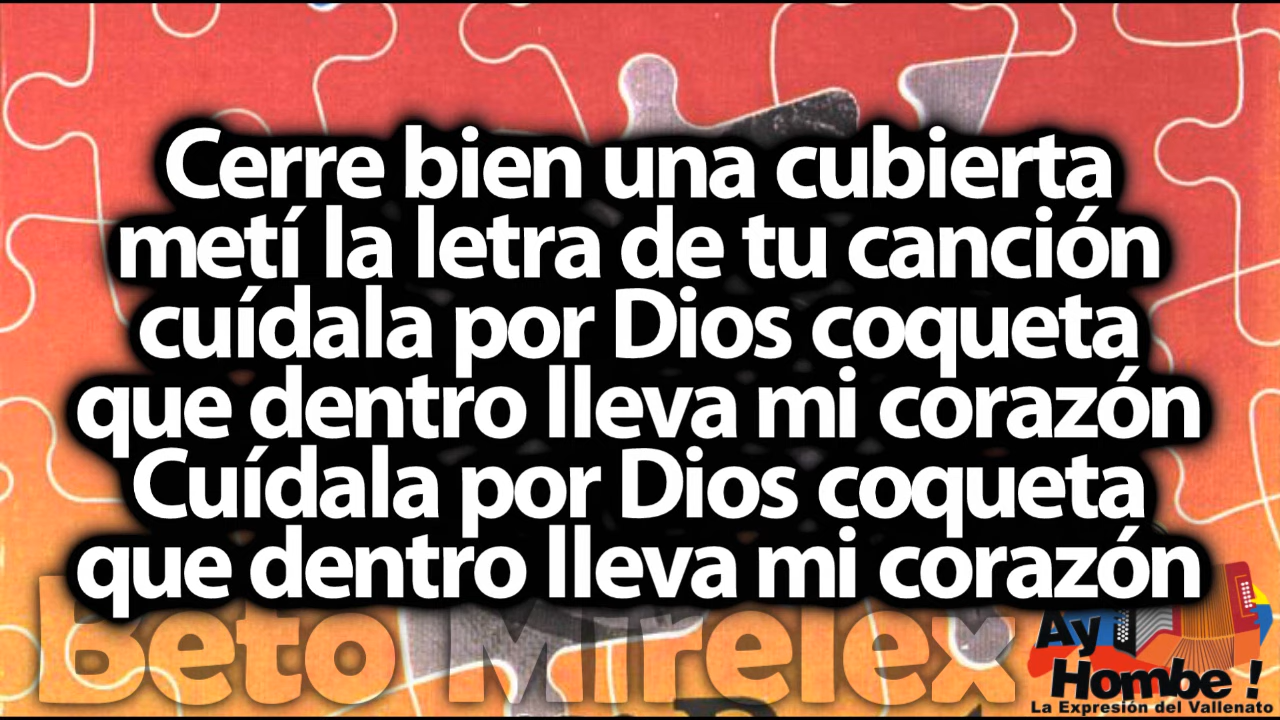 Cerre bien una cubierta
metí la letra de tu canción
cuídala por Dios coqueta
que dentro lleva mi corazón
Cuídala por Dios coqueta
que dentro lleva mi corazón
Beto Mirelex
Ay
Hombe !
La Expresión del Vallenato